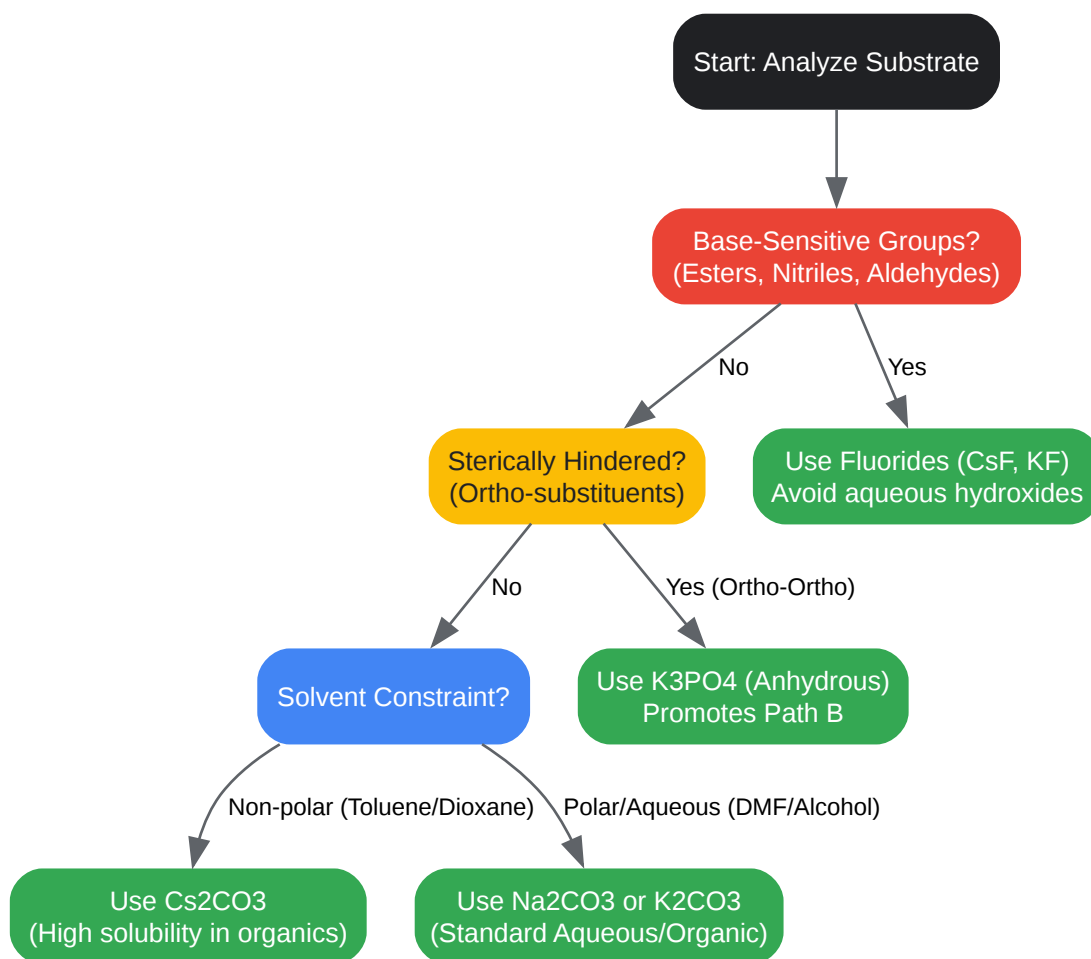 Start: Analyze Substrate
Base-Sensitive Groups?
(Esters, Nitriles, Aldehydes)
No
Yes
Sterically Hindered?
(Ortho-substituents)
Use Fluorides (CsF, KF)
Avoid aqueous hydroxides
No
Yes (Ortho-Ortho)
Solvent Constraint?
Use K3PO4 (Anhydrous)
Promotes Path B
Non-polar (Toluene/Dioxane)
Polar/Aqueous (DMF/Alcohol)
Use Cs2CO3
(High solubility in organics)
Use Na2CO3 or K2CO3
(Standard Aqueous/Organic)